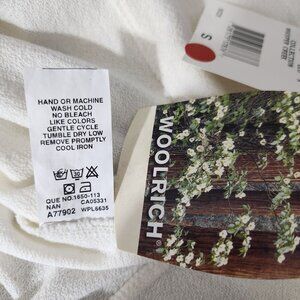 HAND OR MACHINE
WASH COLD
NO BLEACH
LIKE COLORS
GENTLE CYCLE
TUMBLE DRY LOW
REMOVE PROMPTLY
COOL IRON
QUE NO.:1650-113
NAN CA05331
A77902 WPL6635
WOOLRICH
S